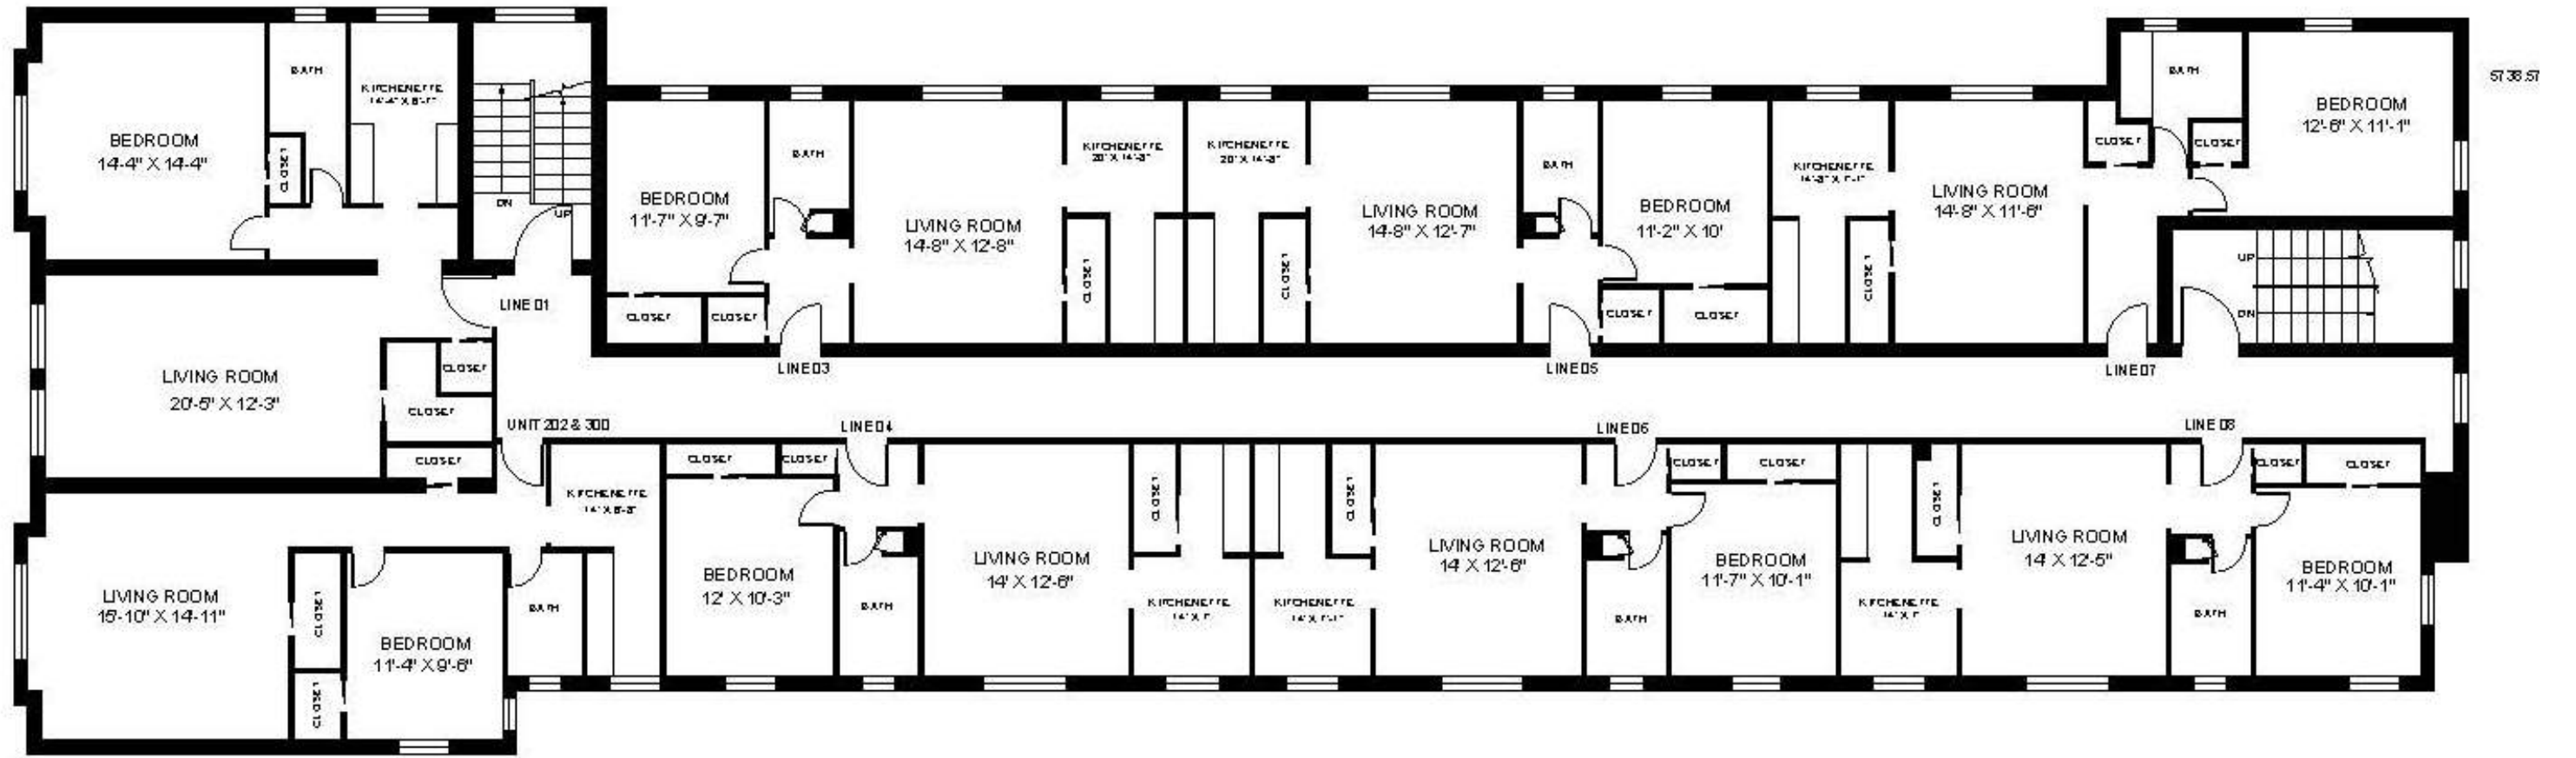 BATH
KITCHENETTE
BEDROOM
14'-4" X 14'-4"
CLOSET
DN
UP
LINE 01
LIVING ROOM
20'-5" X 12'-3"
CLOSET
CLOSET
CLOSET
UNIT 202 & 300
KITCHENETTE
LIVING ROOM
15'-10" X 14'-11"
CLOSET
CLOSET
BEDROOM
11'-4" X 9'-6"
BATH
BEDROOM
11'-7" X 9'-7"
BATH
CLOSET
CLOSET
LINE 03
LIVING ROOM
14'-8" X 12'-8"
KITCHENETTE
CLOSET
KITCHENETTE
CLOSET
LIVING ROOM
14'-8" X 12'-7"
BATH
BEDROOM
11'-2" X 10'
CLOSET
CLOSET
LINE 05
KITCHENETTE
CLOSET
LIVING ROOM
14'-8" X 11'-6"
CLOSET
BATH
CLOSET
BEDROOM
12'-6" X 11'-1"
5738.57
UP
DN
LINE 07
CLOSET
CLOSET
LINE 04
BEDROOM
12' X 10'-3"
BATH
LIVING ROOM
14' X 12'-6"
CLOSET
KITCHENETTE
14' X 7'
KITCHENETTE
CLOSET
LIVING ROOM
14' X 12'-6"
LINE 06
CLOSET
CLOSET
BATH
BEDROOM
11'-7" X 10'-1"
CLOSET
KITCHENETTE
14' X 7'
LIVING ROOM
14' X 12'-5"
LINE 08
CLOSET
CLOSET
BATH
BEDROOM
11'-4" X 10'-1"